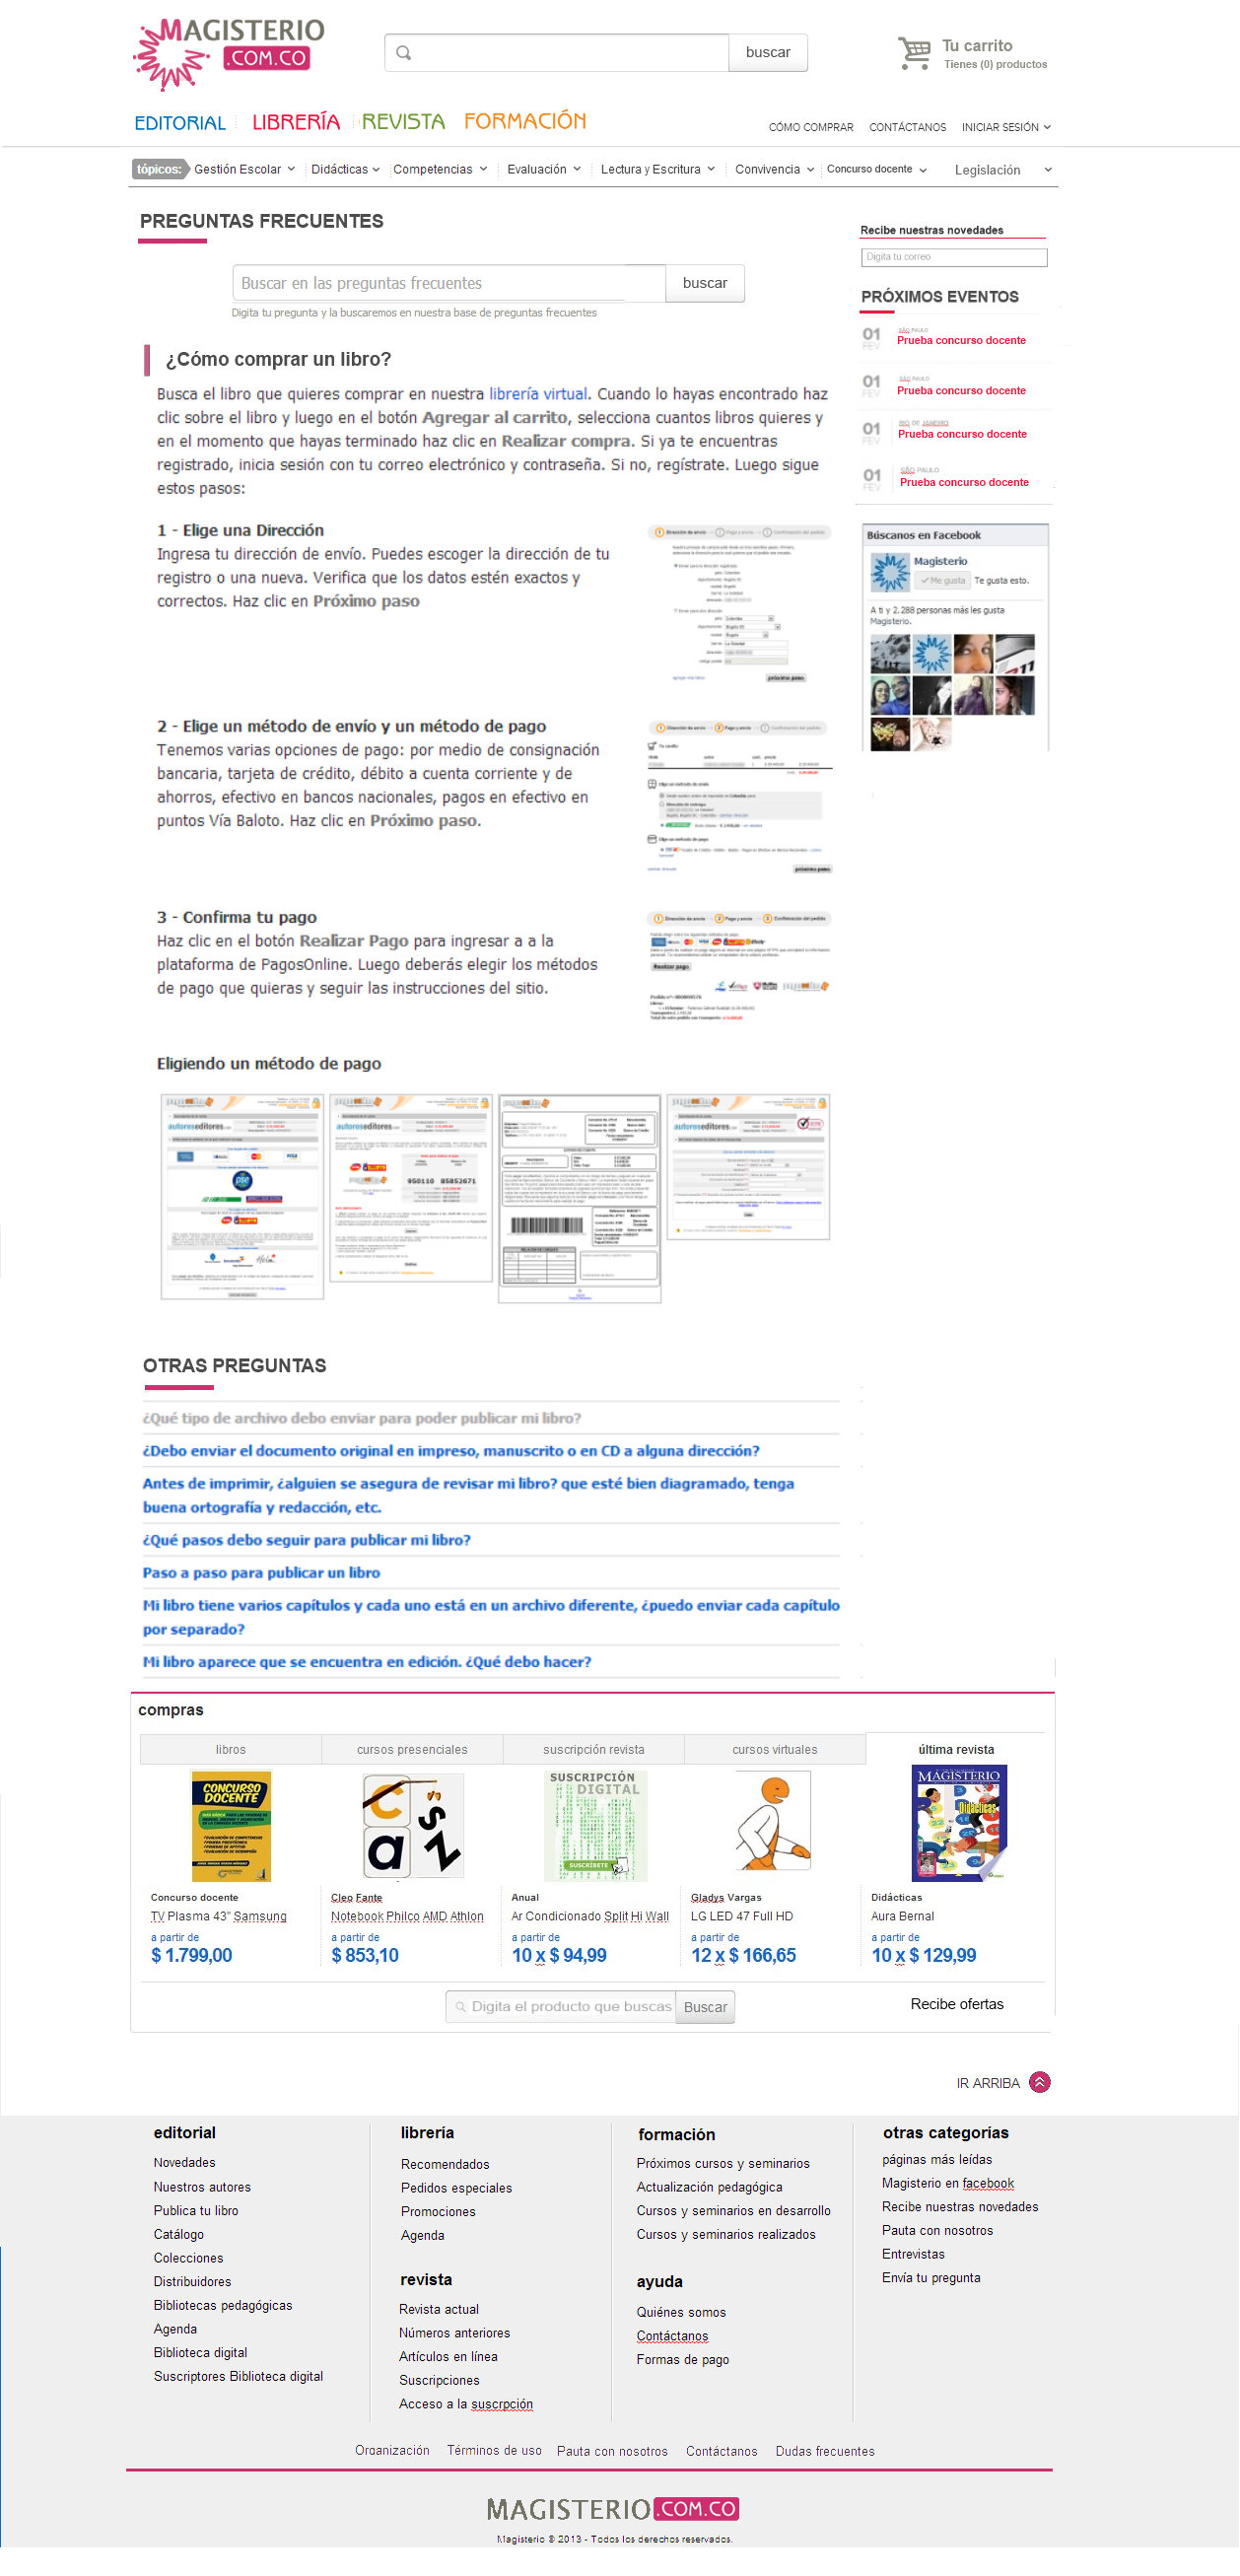 MAGISTERIO
.COM.CO
buscar
Tu carrito
Tienes (0) productos
EDITORIAL LIBRERÍA REVISTA FORMACIÓN
CÓMO COMPRAR CONTÁCTANOS INICIAR SESIÓN
tópicos: Gestión Escolar Didácticas Competencias Evaluación Lectura y Escritura Convivencia Concurso docente Legislación
PREGUNTAS FRECUENTES
Buscar en las preguntas frecuentes buscar
Digita tu pregunta y la buscaremos en nuestra base de preguntas frecuentes
¿Cómo comprar un libro?
Busca el libro que quieres comprar en nuestra librería virtual. Cuando lo hayas encontrado haz
clic sobre el libro y luego en el botón Agregar al carrito, selecciona cuantos libros quieres y
en el momento que hayas terminado haz clic en Realizar compra. Si ya te encuentras
registrado, inicia sesión con tu correo electrónico y contraseña. Si no, regístrate. Luego sigue
estos pasos:
1 - Elige una Dirección
Ingresa tu dirección de envío. Puedes escoger la dirección de tu
registro o una nueva. Verifica que los datos estén exactos y
correctos. Haz clic en Próximo paso
2 - Elige un método de envío y un método de pago
Tenemos varias opciones de pago: por medio de consignación
bancaria, tarjeta de crédito, débito a cuenta corriente y de
ahorros, efectivo en bancos nacionales, pagos en efectivo en
puntos Vía Baloto. Haz clic en Próximo paso.
3 - Confirma tu pago
Haz clic en el botón Realizar Pago para ingresar a a la
plataforma de PagosOnline. Luego deberás elegir los métodos
de pago que quieras y seguir las instrucciones del sitio.
Eligiendo un método de pago
autoreseditores.com
autoreseditores.com
950110 85852671
autoreseditores.com
Recibe nuestras novedades
Digita tu correo
PRÓXIMOS EVENTOS
01 SÃO PAULO
FEV Prueba concurso docente
01 SÃO PAULO
FEV Prueba concurso docente
01 RIO DE JANEIRO
FEV Prueba concurso docente
01 SÃO PAULO
FEV Prueba concurso docente
Búscanos en Facebook
Magisterio
Me gusta Te gusta esto.
A ti y 2.288 personas más les gusta
Magisterio.
OTRAS PREGUNTAS
¿Qué tipo de archivo debo enviar para poder publicar mi libro?
¿Debo enviar el documento original en impreso, manuscrito o en CD a alguna dirección?
Antes de imprimir, ¿alguien se asegura de revisar mi libro? que esté bien diagramado, tenga
buena ortografía y redacción, etc.
¿Qué pasos debo seguir para publicar mi libro?
Paso a paso para publicar un libro
Mi libro tiene varios capítulos y cada uno está en un archivo diferente, ¿puedo enviar cada capítulo
por separado?
Mi libro aparece que se encuentra en edición. ¿Qué debo hacer?
compras
libros cursos presenciales suscripción revista cursos virtuales última revista
CONCURSO
DOCENTE
SUSCRIPCIÓN
DIGITAL
SUSCRÍBETE
MAGISTERIO
Didácticas
Concurso docente
TV Plasma 43" Samsung
a partir de
$ 1.799,00
Cleo Fante
Notebook Philco AMD Athlon
a partir de
$ 853,10
Anual
Ar Condicionado Split Hi Wall
a partir de
10 x $ 94,99
Gladys Vargas
LG LED 47 Full HD
a partir de
12 x $ 166,65
Didácticas
Aura Bernal
a partir de
10 x $ 129,99
Digita el producto que buscas Buscar
Recibe ofertas
IR ARRIBA
editorial
Novedades
Nuestros autores
Publica tu libro
Catálogo
Colecciones
Distribuidores
Bibliotecas pedagógicas
Agenda
Biblioteca digital
Suscriptores Biblioteca digital
librería
Recomendados
Pedidos especiales
Promociones
Agenda
revista
Revista actual
Números anteriores
Artículos en línea
Suscripciones
Acceso a la suscrpción
formación
Próximos cursos y seminarios
Actualización pedagógica
Cursos y seminarios en desarrollo
Cursos y seminarios realizados
ayuda
Quiénes somos
Contáctanos
Formas de pago
otras categorías
páginas más leídas
Magisterio en facebook
Recibe nuestras novedades
Pauta con nosotros
Entrevistas
Envía tu pregunta
Organización Términos de uso Pauta con nosotros Contáctanos Dudas frecuentes
MAGISTERIO .COM.CO
Magisterio © 2013 - Todos los derechos reservados.